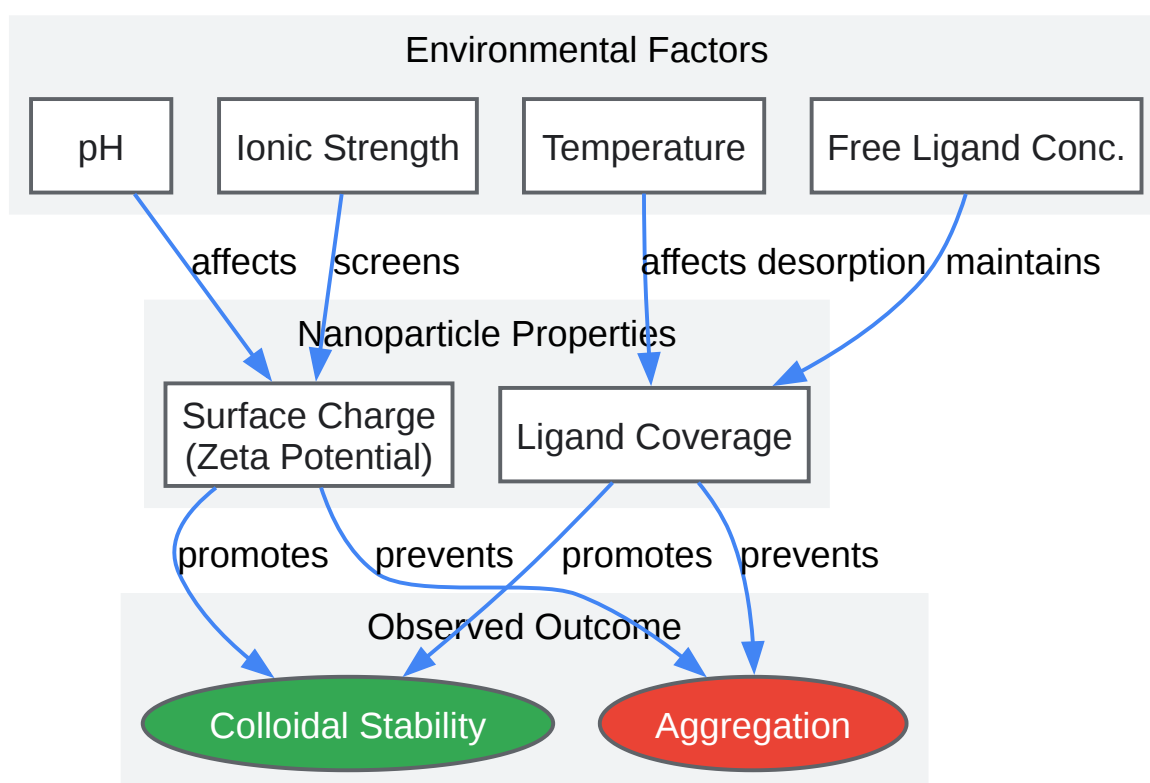 Environmental Factors
pH
Ionic Strength
Temperature
Free Ligand Conc.
affects
screens
affects desorption
maintains
Nanoparticle Properties
Surface Charge
(Zeta Potential)
Ligand Coverage
promotes
prevents
promotes
prevents
Observed Outcome
Colloidal Stability
Aggregation